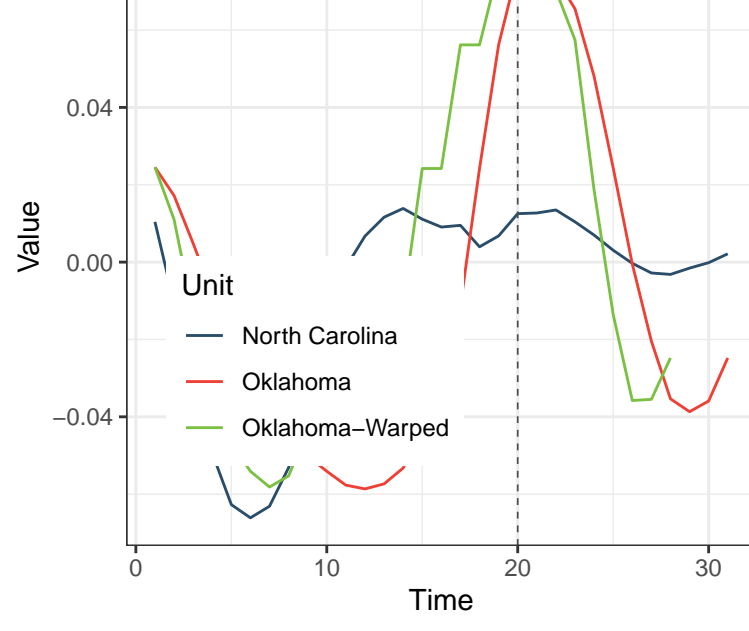 0.04
0.00
−0.04
Value
Unit
North Carolina
Oklahoma
Oklahoma−Warped
0 10 20 30
Time